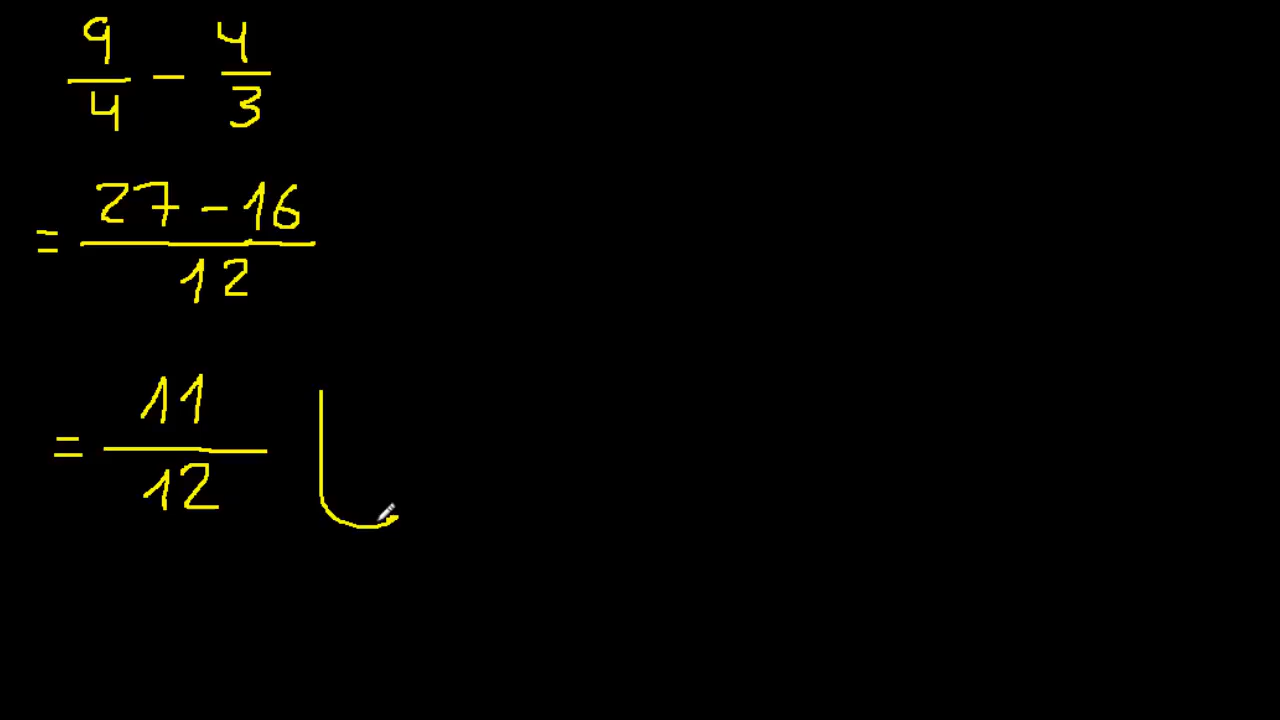 9/4 - 4/3
= (27 - 16)/12
= 11/12